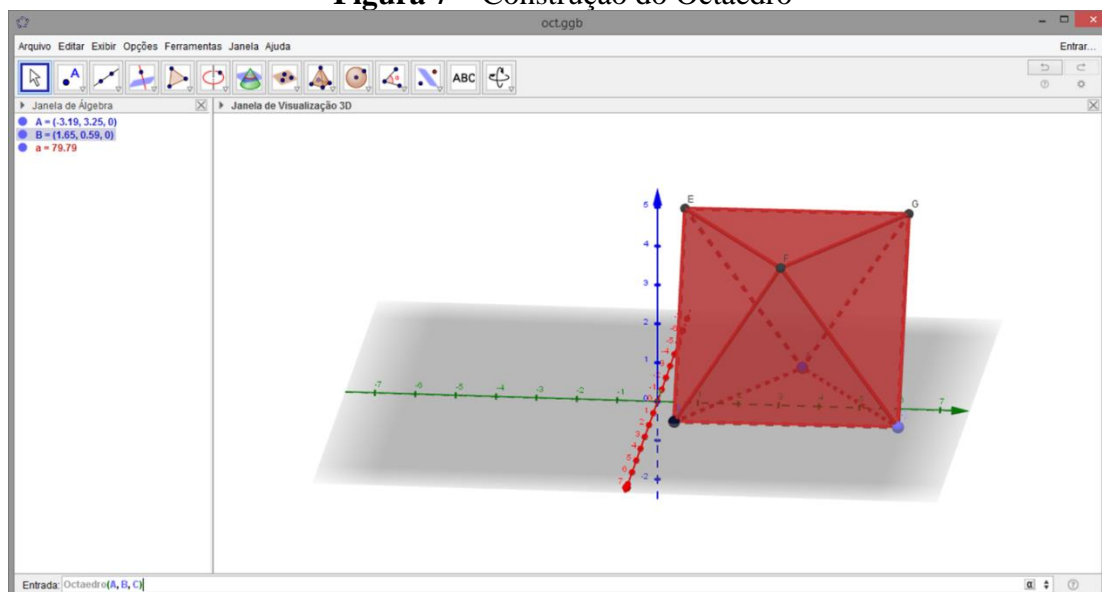 Figura 7 – Construção do Octaedro
oct.ggb
Arquivo Editar Exibir Opções Ferramentas Janela Ajuda
Entrar...
A
ABC
Janela de Álgebra
Janela de Visualização 3D
A = (-3.19, 3.25, 0)
B = (1.65, 0.59, 0)
a = 79.79
E
G
F
5
4
3
2
1
0
-2
-7 -6 -5 -4 -3 -2 -1
7
Entrada: Octaedro(A, B, C)
α